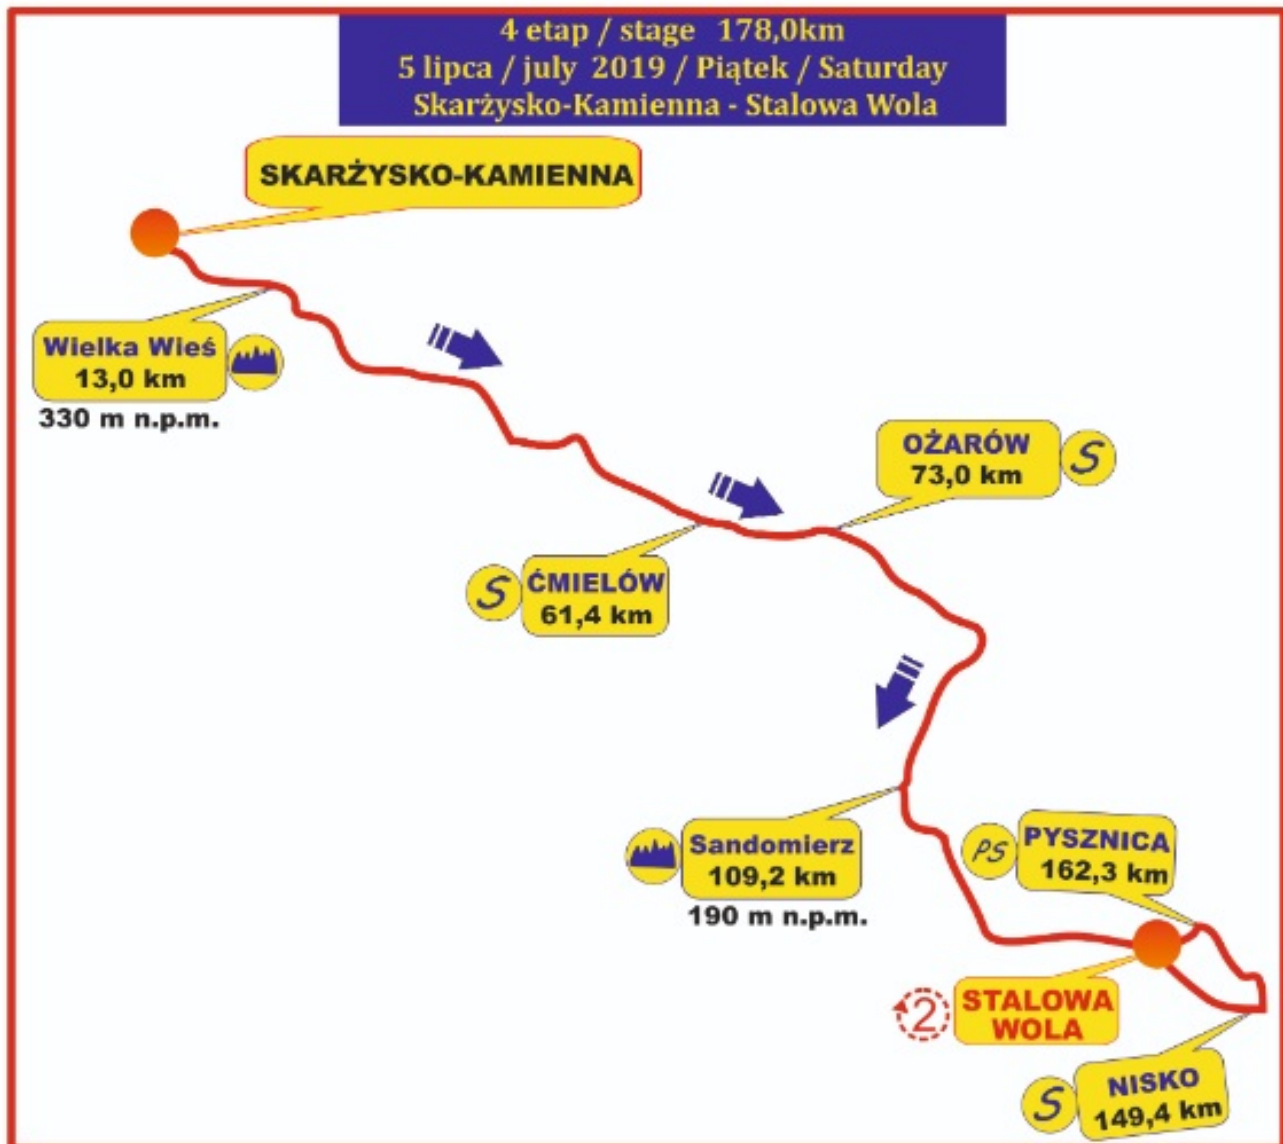 4 etap / stage 178,0km
5 lipca / july 2019 / Piątek / Saturday
Skarżysko-Kamienna - Stalowa Wola
SKARŻYSKO-KAMIENNA
Wielka Wieś
13,0 km
330 m n.p.m.
OŻARÓW
73,0 km
S
S
ĆMIELÓW
61,4 km
Sandomierz
109,2 km
190 m n.p.m.
PS
PYSZNICA
162,3 km
2
STALOWA
WOLA
S
NISKO
149,4 km